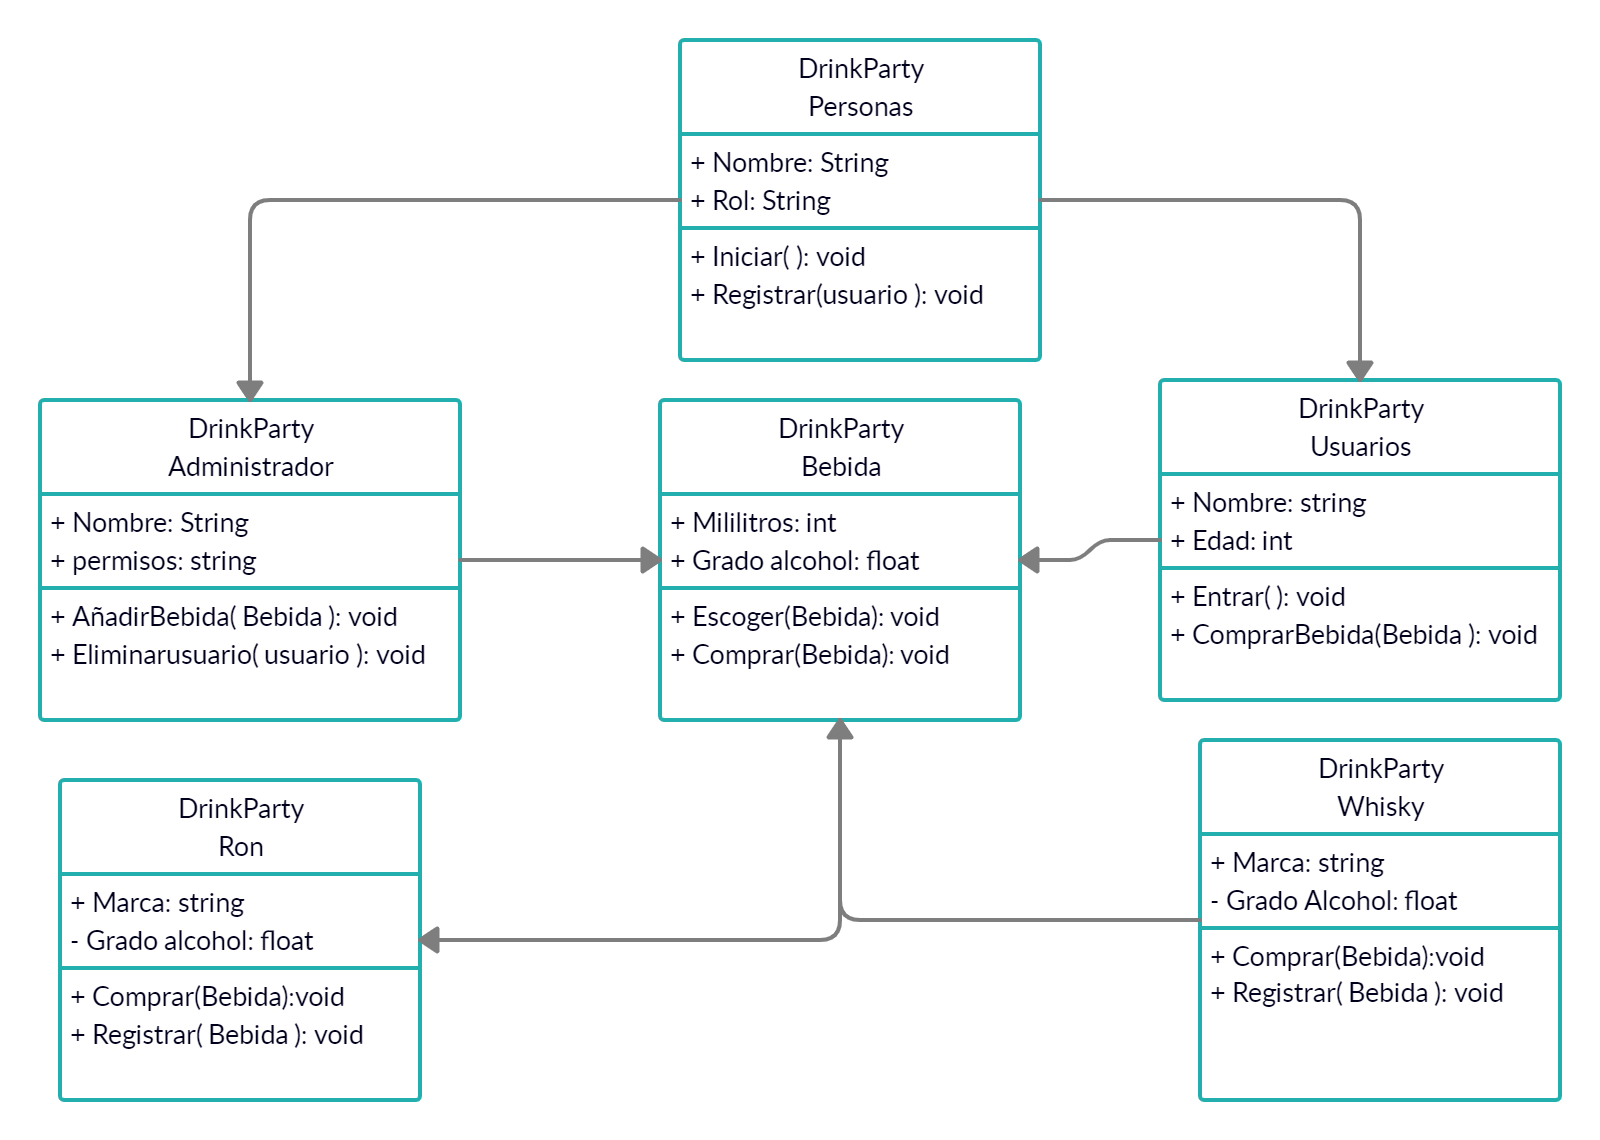 DrinkParty
Personas
+ Nombre: String
+ Rol: String
+ Iniciar( ): void
+ Registrar(usuario ): void
DrinkParty
Administrador
+ Nombre: String
+ permisos: string
+ AñadirBebida( Bebida ): void
+ Eliminarusuario( usuario ): void
DrinkParty
Bebida
+ Mililitros: int
+ Grado alcohol: float
+ Escoger(Bebida): void
+ Comprar(Bebida): void
DrinkParty
Usuarios
+ Nombre: string
+ Edad: int
+ Entrar( ): void
+ ComprarBebida(Bebida ): void
DrinkParty
Ron
+ Marca: string
- Grado alcohol: float
+ Comprar(Bebida):void
+ Registrar( Bebida ): void
DrinkParty
Whisky
+ Marca: string
- Grado Alcohol: float
+ Comprar(Bebida):void
+ Registrar( Bebida ): void